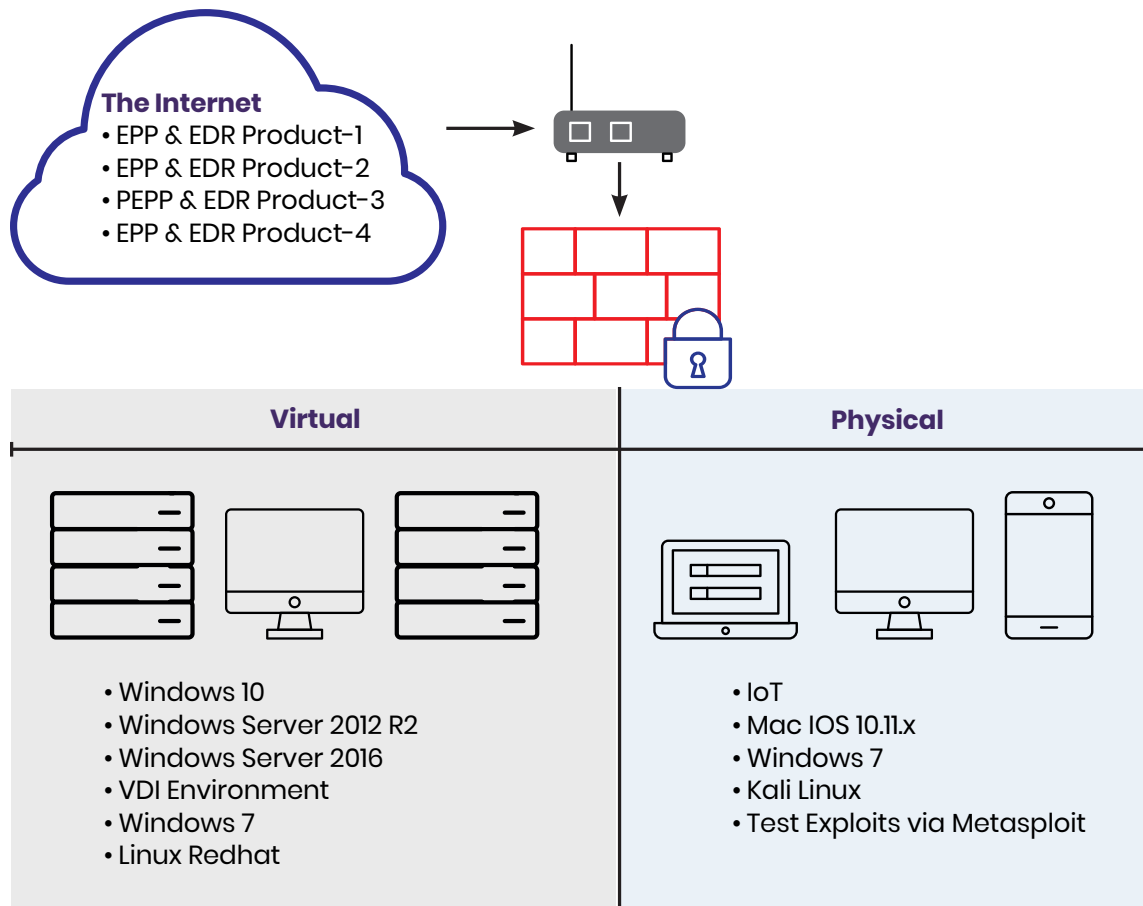 The Internet
• EPP & EDR Product-1
• EPP & EDR Product-2
• PEPP & EDR Product-3
• EPP & EDR Product-4
Virtual
Physical
• Windows 10
• Windows Server 2012 R2
• Windows Server 2016
• VDI Environment
• Windows 7
• Linux Redhat
• IoT
• Mac IOS 10.11.x
• Windows 7
• Kali Linux
• Test Exploits via Metasploit